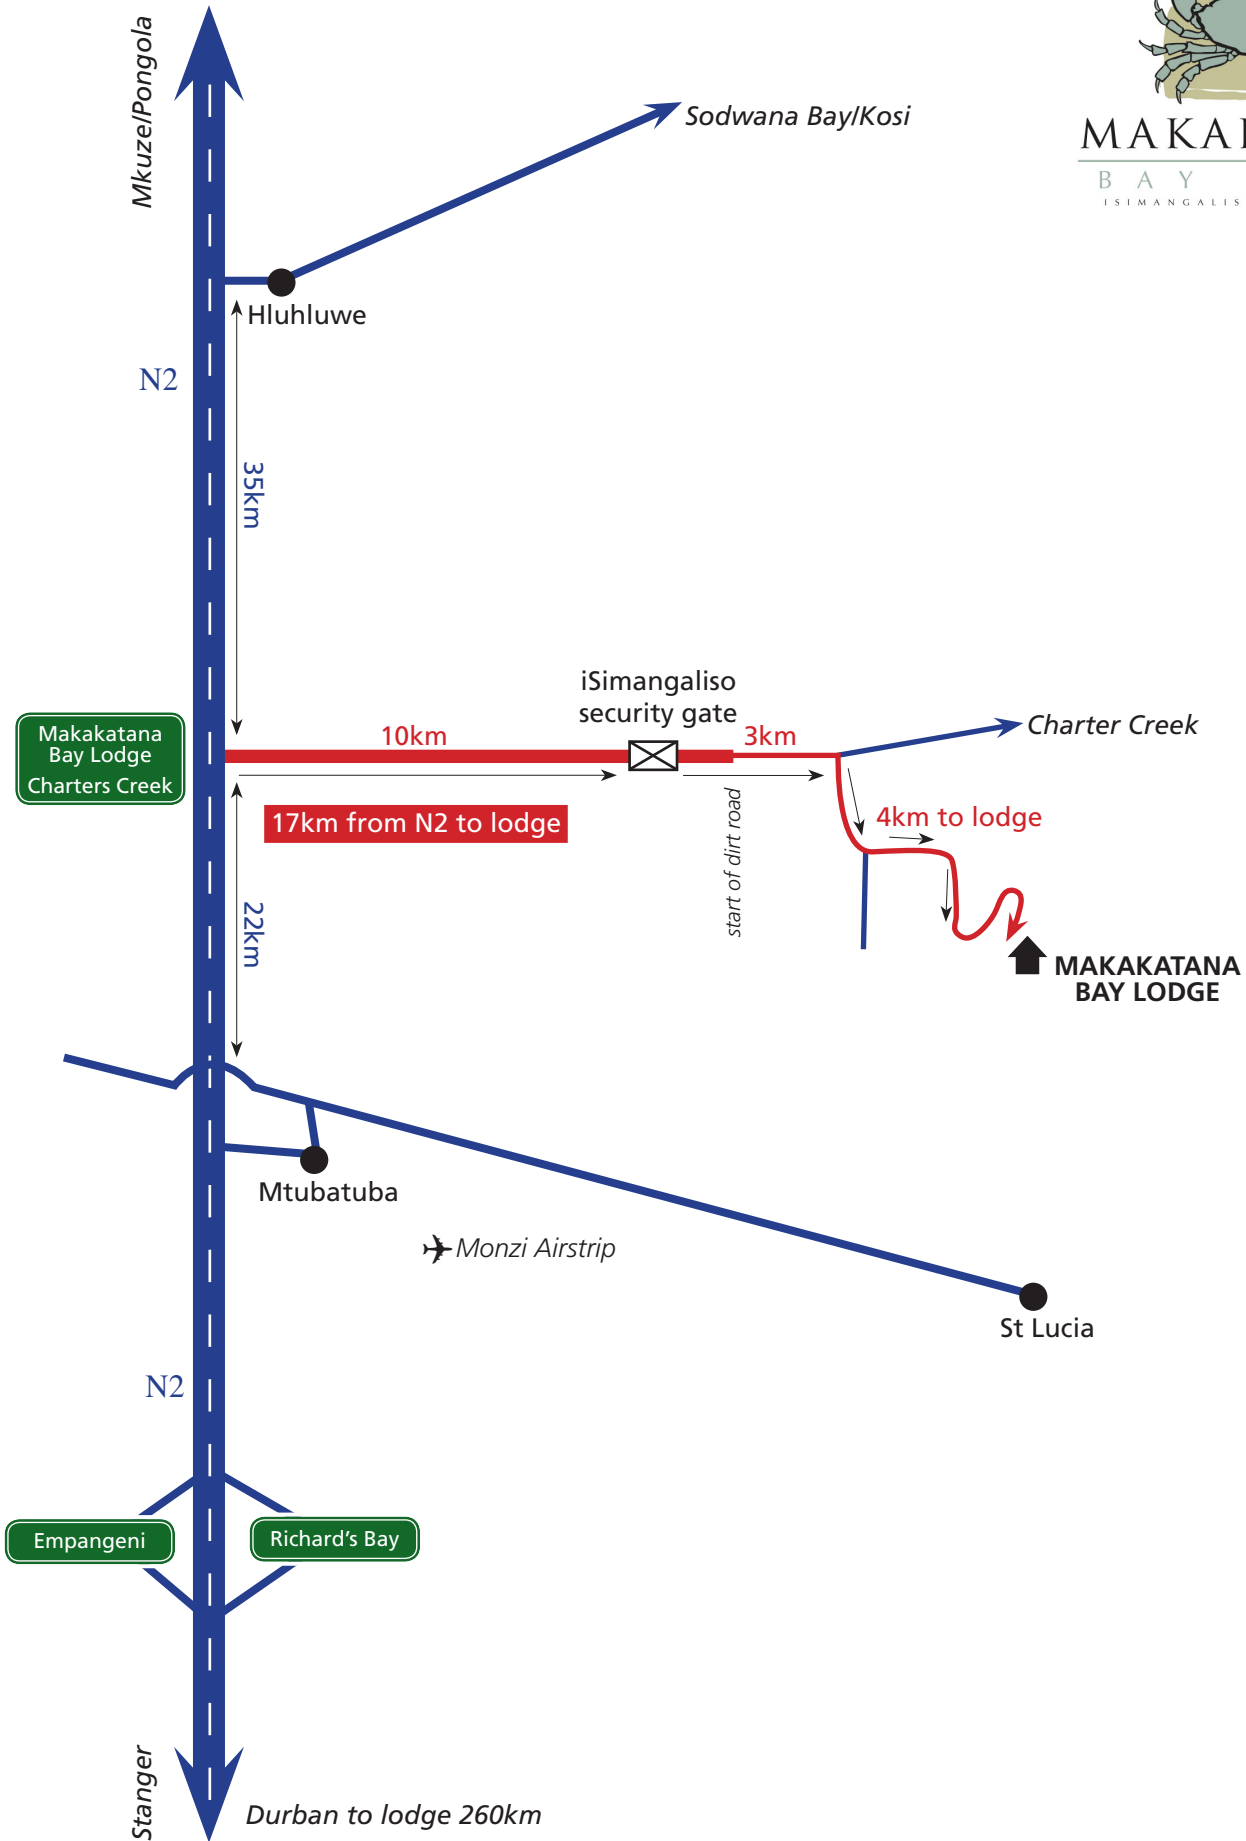 Mkuze/Pongola
Sodwana Bay/Kosi
BAY
ISIMANGALIS
Hluhluwe
N2
35km
iSimangaliso
security gate
Makakatana
Bay Lodge
Charters Creek
10km
3km
Charter Creek
17km from N2 to lodge
start of dirt road
4km to lodge
22km
MAKAKATANA
BAY LODGE
Mtubatuba
Monzi Airstrip
St Lucia
N2
Empangeni
Richard's Bay
Stanger
Durban to lodge 260km